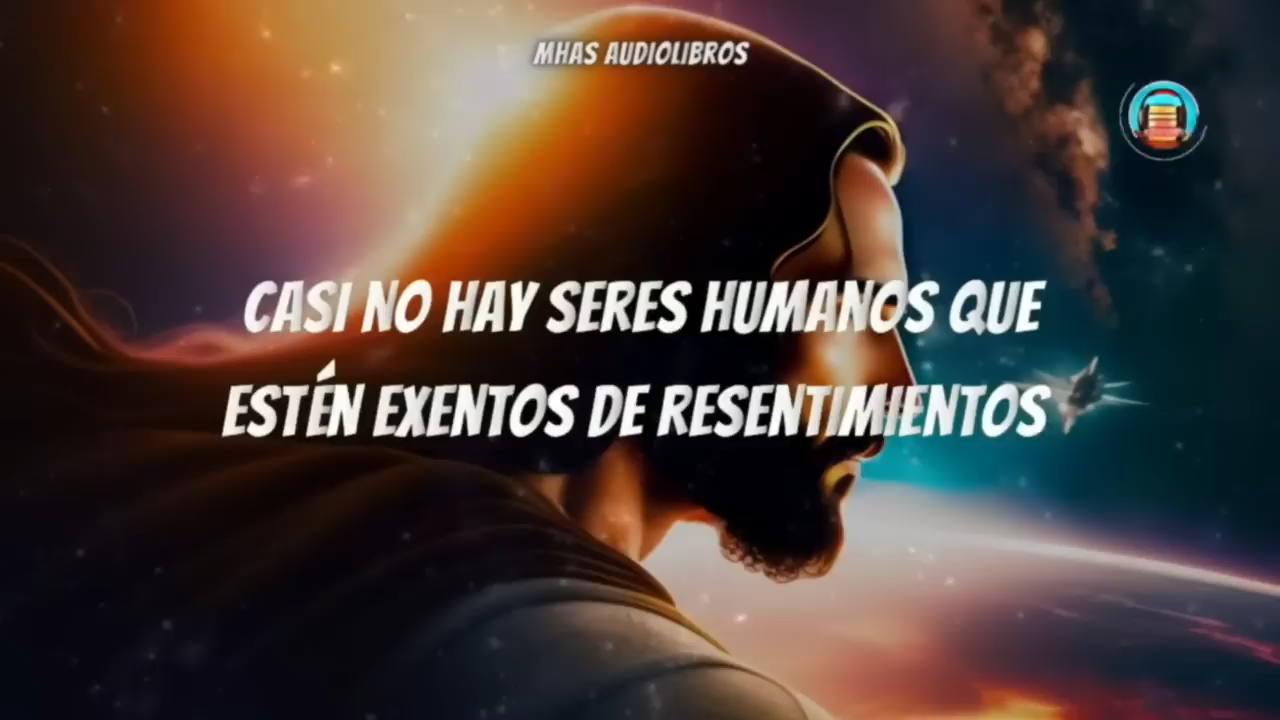 MHAS AUDIOLIBROS
CASI NO HAY SERES HUMANOS QUE
ESTÉN EXENTOS DE RESENTIMIENTOS